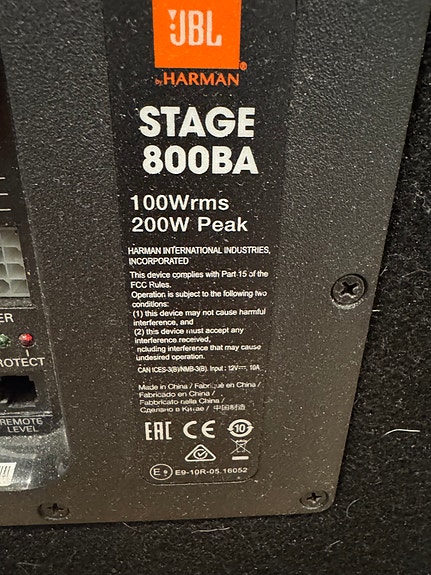 JBL
by HARMAN
STAGE
800BA
100Wrms
200W Peak
HARMAN INTERNATIONAL INDUSTRIES,
INCORPORATED
This device complies with Part 15 of the
FCC Rules.
Operation is subject to the following two
conditions:
(1) this device may not cause harmful
interference, and
(2) this device must accept any
interference received,
including interference that may cause
undesired operation.
CAN ICES-3(B)/NMB-3(B). Input : 12V⎓, 10A
Made in China / Fabriqué en China /
Fabricado en China /
Fabbricato nella China /
Сделано в Китае / 中国制造
PROTECT
REMOTE
LEVEL
EAC CE 10
E9 E9-10R-05.16052